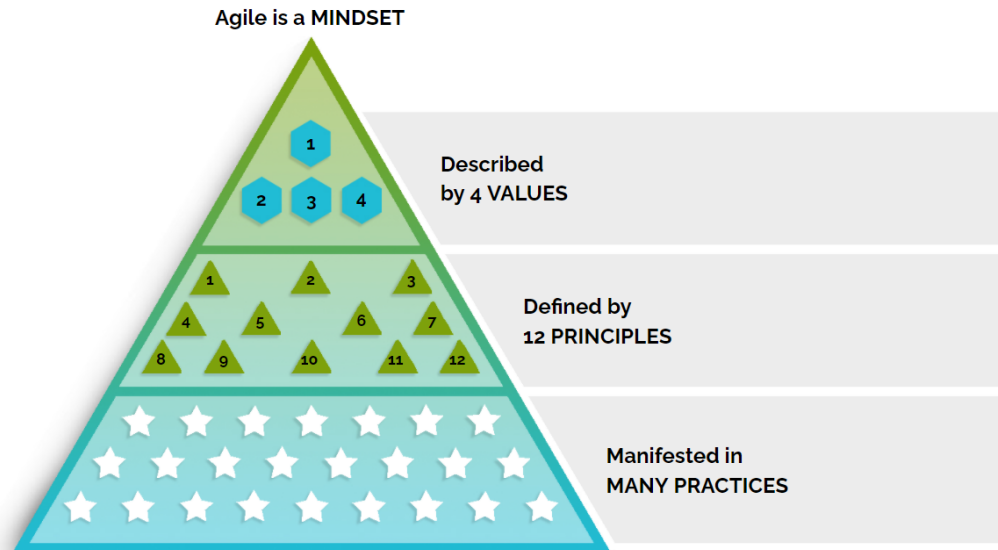 Agile is a MINDSET
1
2 3 4
Described
by 4 VALUES
1 2 3
4 5 6 7
8 9 10 11 12
Defined by
12 PRINCIPLES
Manifested in
MANY PRACTICES